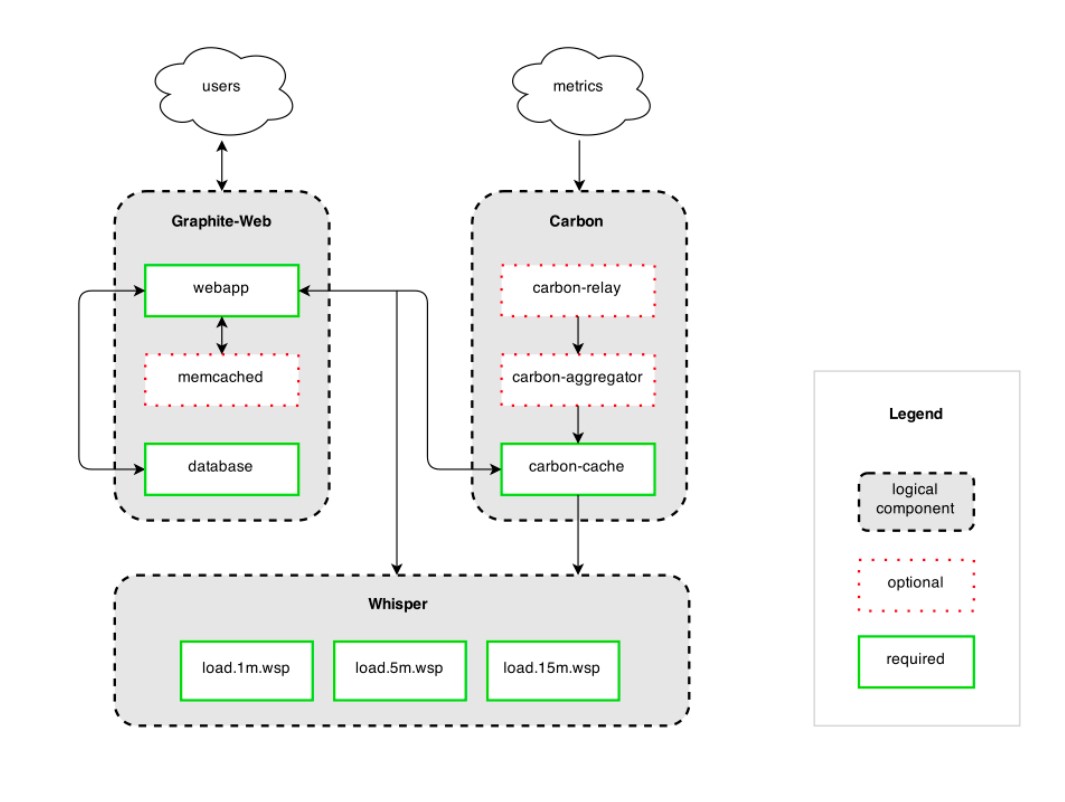 users
metrics
Graphite-Web
webapp
memcached
database
Carbon
carbon-relay
carbon-aggregator
carbon-cache
Whisper
load.1m.wsp
load.5m.wsp
load.15m.wsp
Legend
logical
component
optional
required